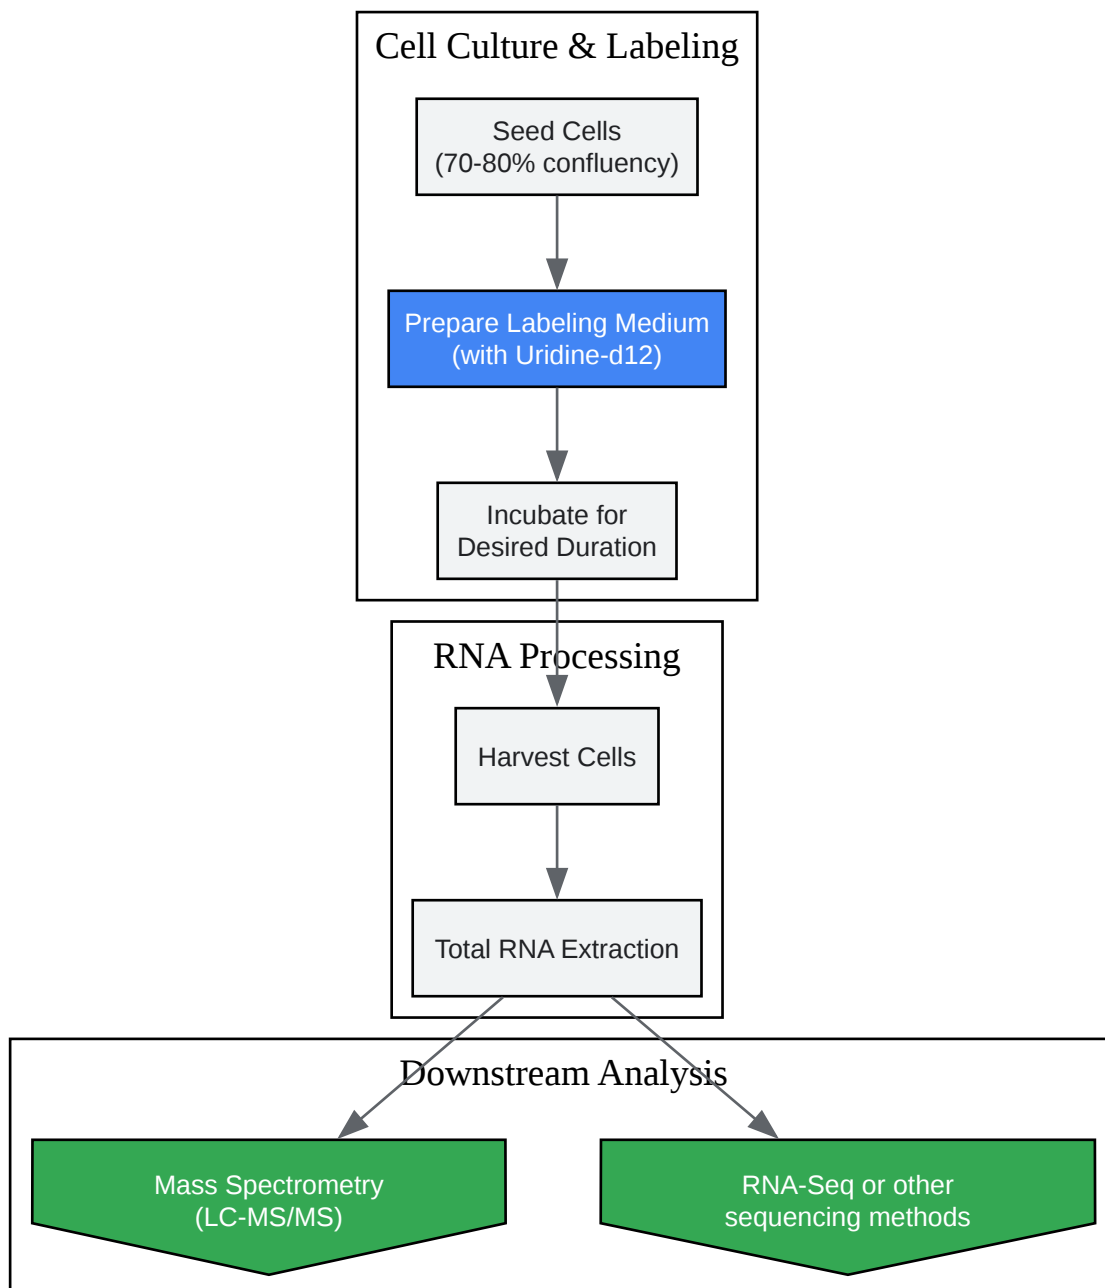 Cell Culture & Labeling
Seed Cells
(70-80% confluency)
Prepare Labeling Medium
(with Uridine-d12)
Incubate for
Desired Duration
RNA Processing
Harvest Cells
Total RNA Extraction
Downstream Analysis
Mass Spectrometry
(LC-MS/MS)
RNA-Seq or other
sequencing methods